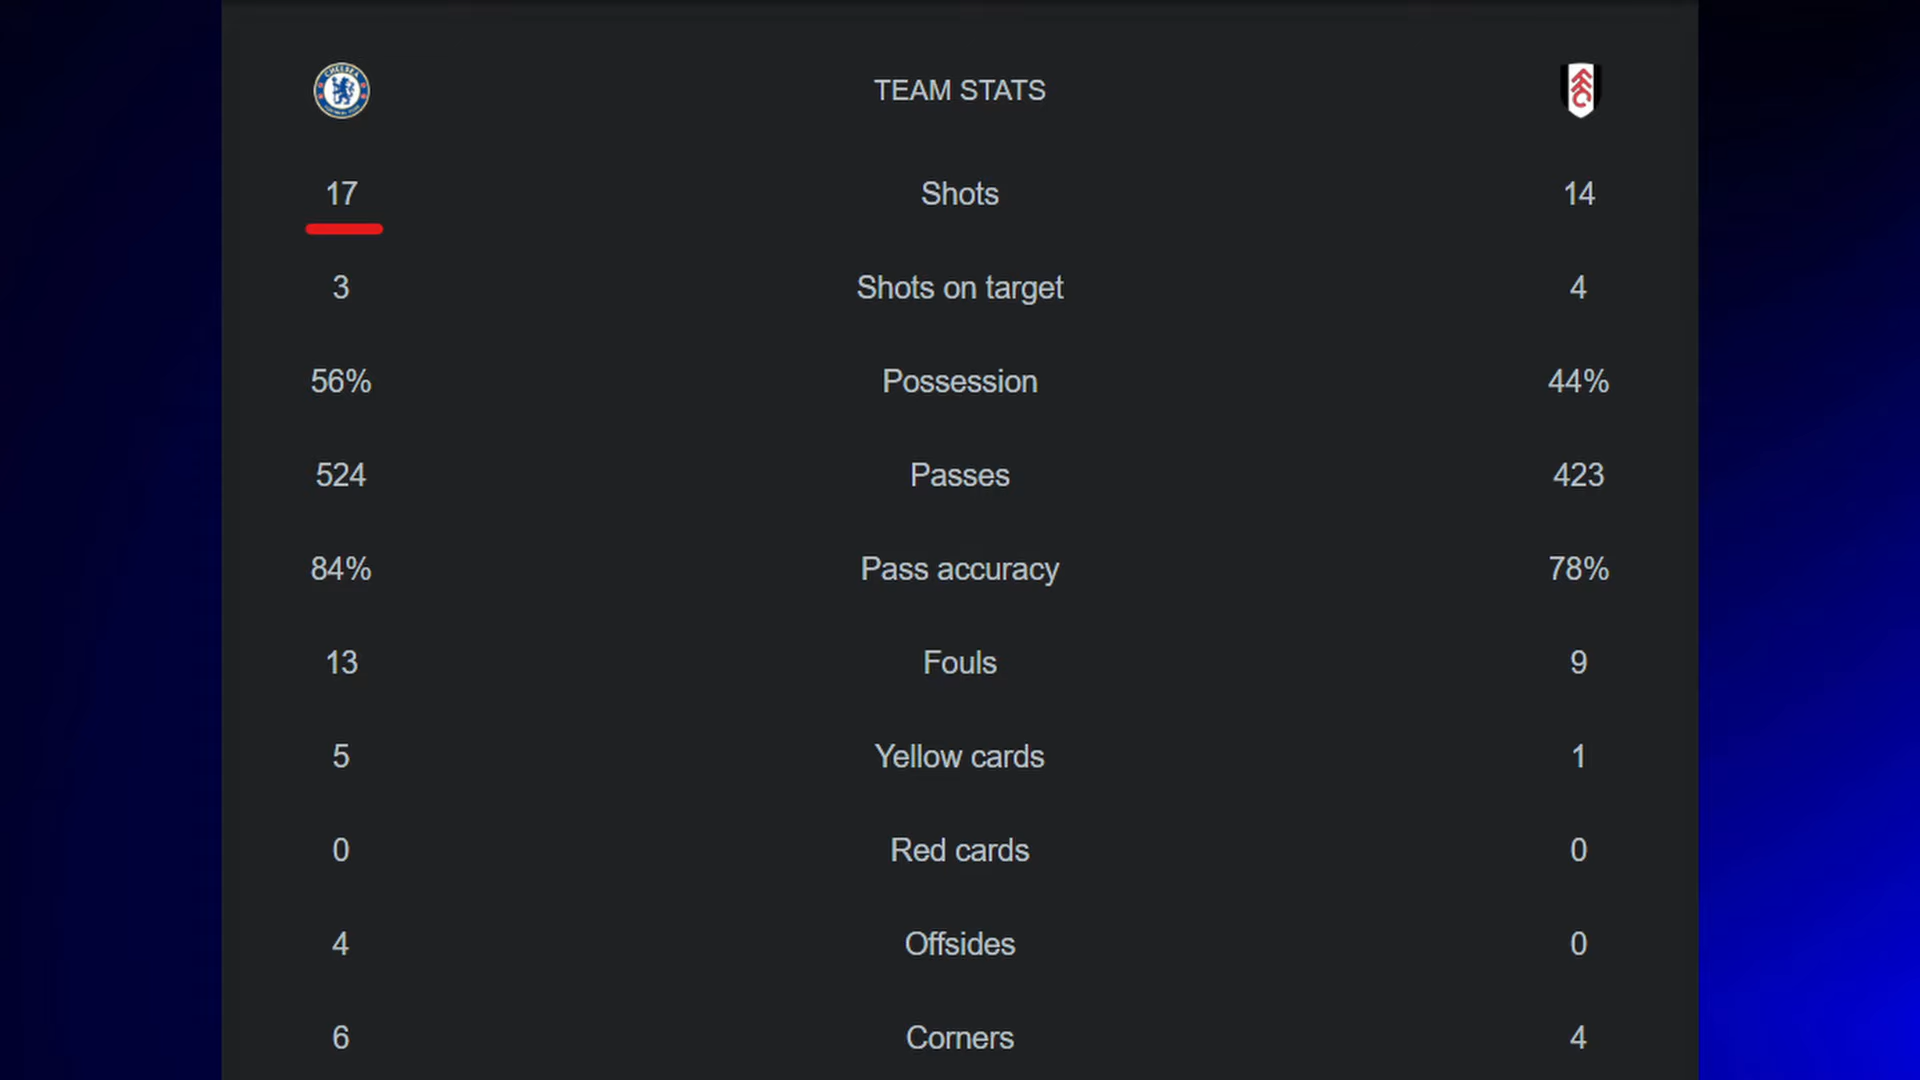 CHELSEA
TEAM STATS
17 Shots 14
3 Shots on target 4
56% Possession 44%
524 Passes 423
84% Pass accuracy 78%
13 Fouls 9
5 Yellow cards 1
0 Red cards 0
4 Offsides 0
6 Corners 4